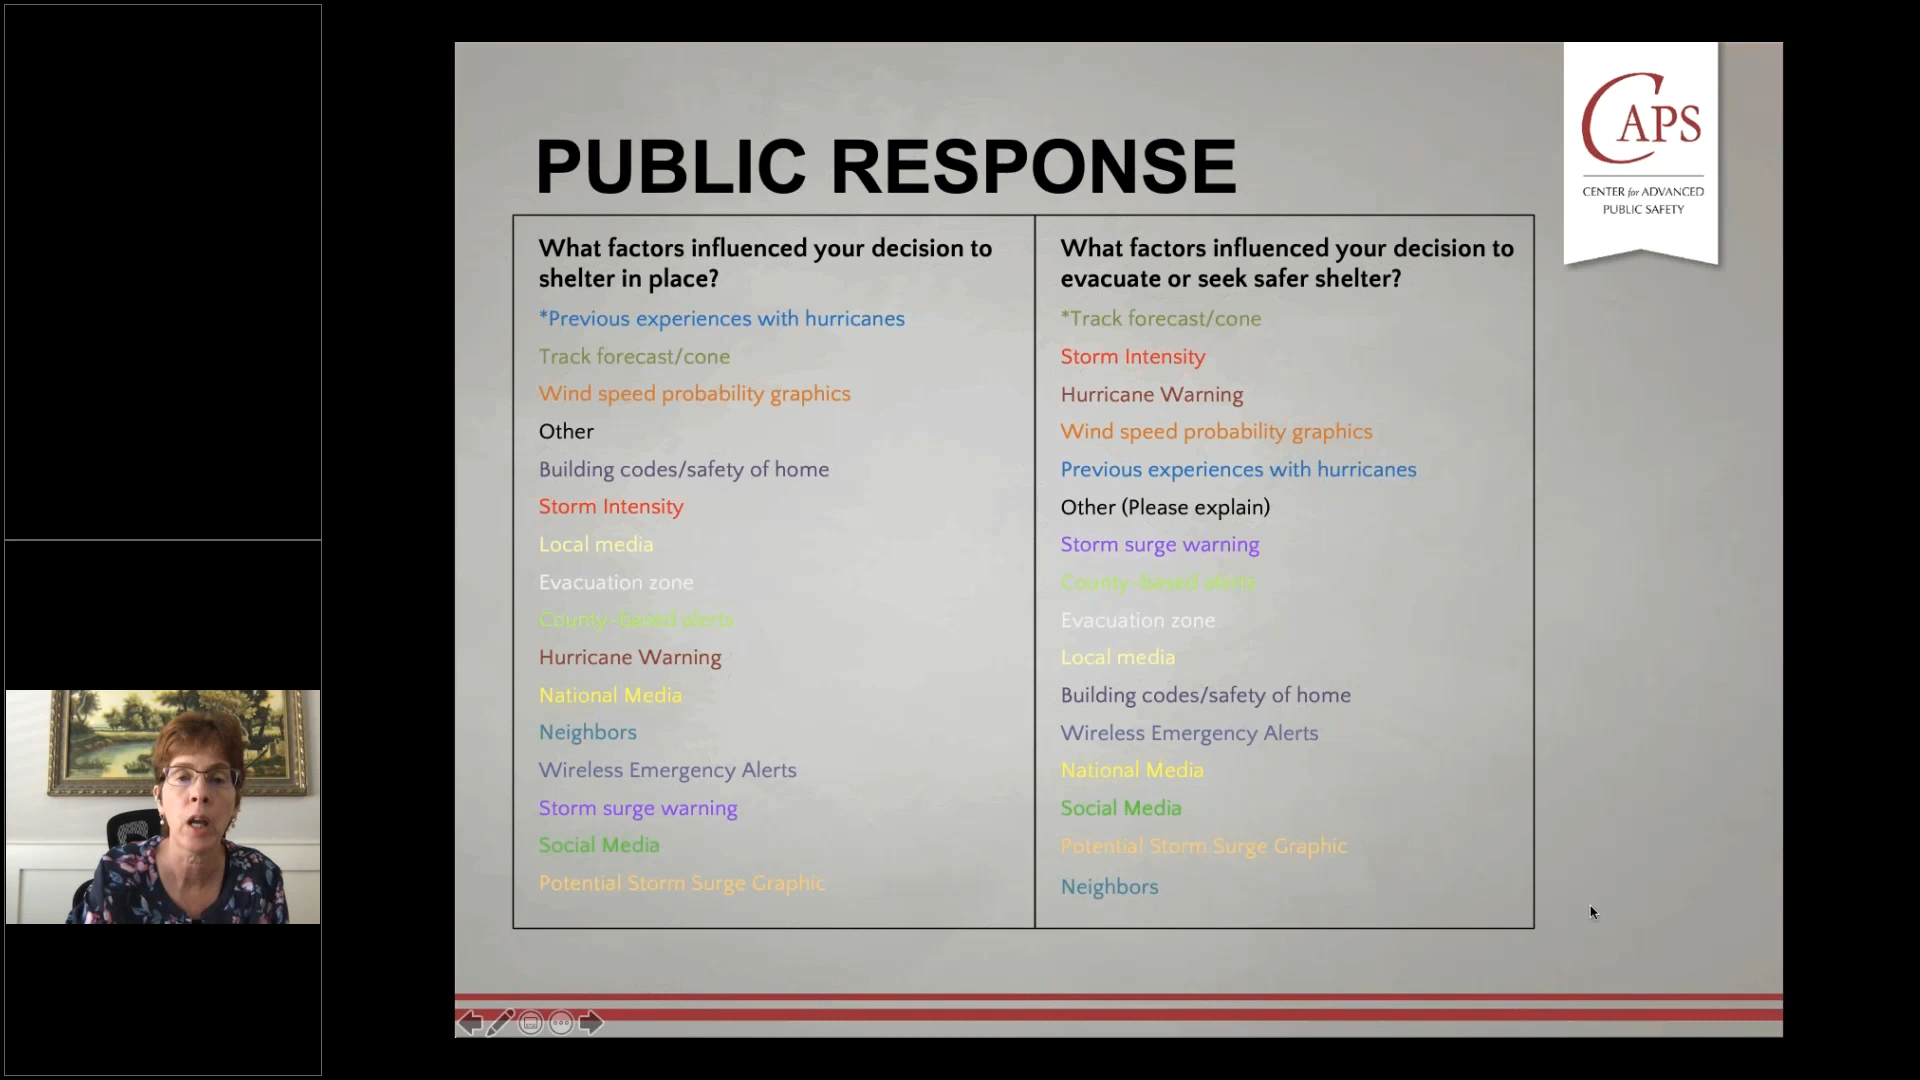 PUBLIC RESPONSE
CAPS
CENTER for ADVANCED
PUBLIC SAFETY
What factors influenced your decision to
shelter in place?
*Previous experiences with hurricanes
Track forecast/cone
Wind speed probability graphics
Other
Building codes/safety of home
Storm Intensity
Local media
Evacuation zone
County-based alerts
Hurricane Warning
National Media
Neighbors
Wireless Emergency Alerts
Storm surge warning
Social Media
Potential Storm Surge Graphic
What factors influenced your decision to
evacuate or seek safer shelter?
*Track forecast/cone
Storm Intensity
Hurricane Warning
Wind speed probability graphics
Previous experiences with hurricanes
Other (Please explain)
Storm surge warning
County-based alerts
Evacuation zone
Local media
Building codes/safety of home
Wireless Emergency Alerts
National Media
Social Media
Potential Storm Surge Graphic
Neighbors